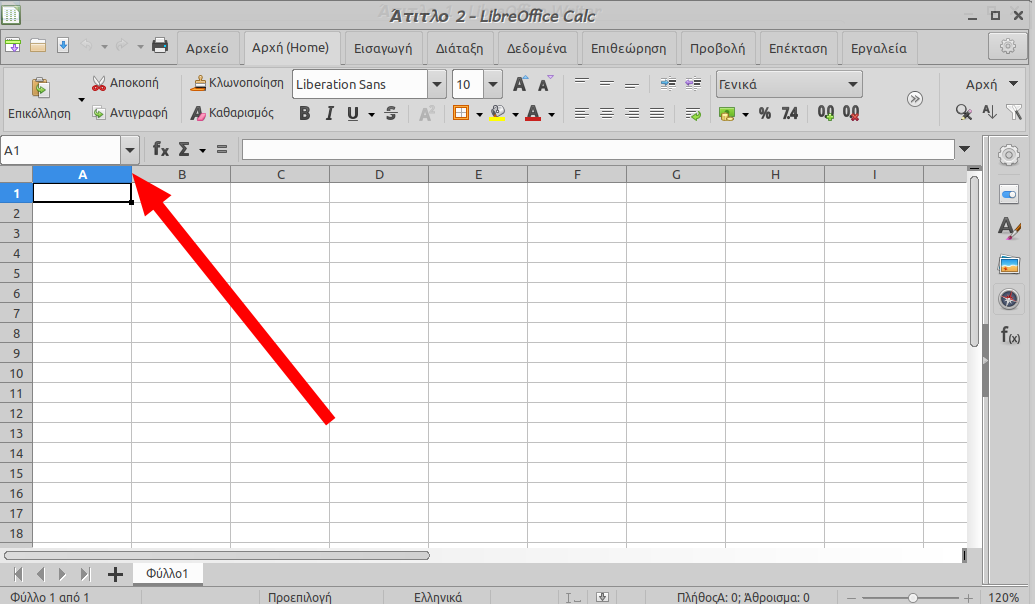 Άτιτλο 2 - LibreOffice Calc
Αρχείο Αρχή (Home) Εισαγωγή Διάταξη Δεδομένα Επιθεώρηση Προβολή Επέκταση Εργαλεία
Επικόλληση
Αποκοπή Κλωνοποίηση Liberation Sans 10 Γενικά Αρχή
Αντιγραφή Καθαρισμός B I U S A A 7.4 0,0 0,0
A1 fx Σ =
A B C D E F G H I
1
2
3
4
5
6
7
8
9
10
11
12
13
14
15
16
17
18
f(x)
Φύλλο1
Φύλλο 1 από 1 Προεπιλογή Ελληνικά ΠλήθοςΑ: 0; Άθροισμα: 0 120%